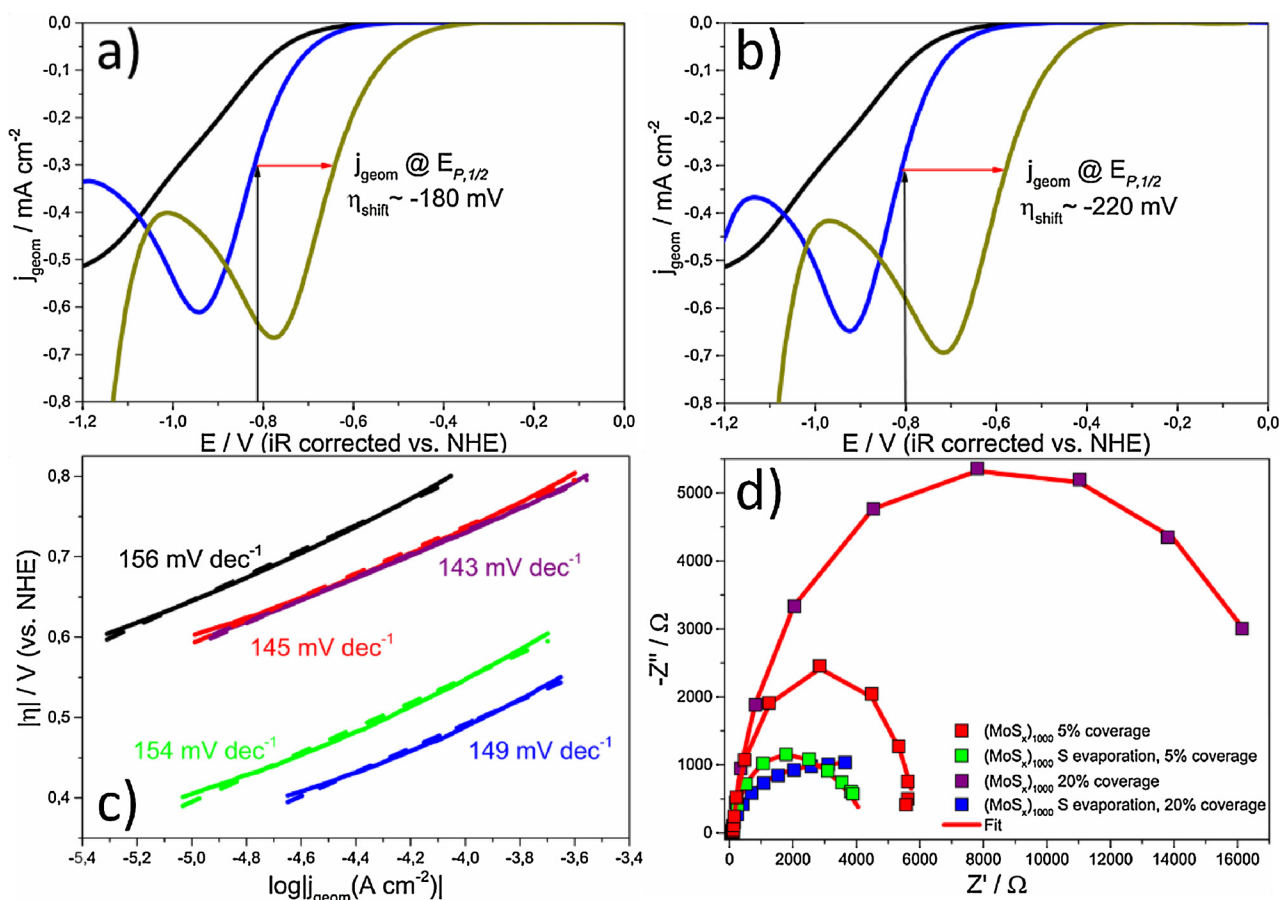 a)
0,0
-0,1
-0,2
-0,3
-0,4
-0,5
-0,6
-0,7
-0,8
j_geom / mA cm⁻²
j_geom @ E_P,1/2
η_shift~ -180 mV
-1,2 -1,0 -0,8 -0,6 -0,4 -0,2 0,0
E / V (iR corrected vs. NHE)
b)
0,0
-0,1
-0,2
-0,3
-0,4
-0,5
-0,6
-0,7
-0,8
j_geom / mA cm⁻²
j_geom @ E_P,1/2
η_shift~ -220 mV
-1,2 -1,0 -0,8 -0,6 -0,4 -0,2 0,0
E / V (iR corrected vs. NHE)
c)
0,8
0,7
0,6
0,5
0,4
|η| / V (vs. NHE)
156 mV dec⁻¹
143 mV dec⁻¹
145 mV dec⁻¹
154 mV dec⁻¹
149 mV dec⁻¹
-5,4 -5,2 -5,0 -4,8 -4,6 -4,4 -4,2 -4,0 -3,8 -3,6 -3,4
log|j_geom(A cm⁻²)|
d)
5000
4000
3000
2000
1000
0
-Z'' / Ω
(MoSₓ)₁₀₀₀ 5% coverage
(MoSₓ)₁₀₀₀ S evaporation, 5% coverage
(MoSₓ)₁₀₀₀ 20% coverage
(MoSₓ)₁₀₀₀ S evaporation, 20% coverage
Fit
0 2000 4000 6000 8000 10000 12000 14000 16000
Z' / Ω